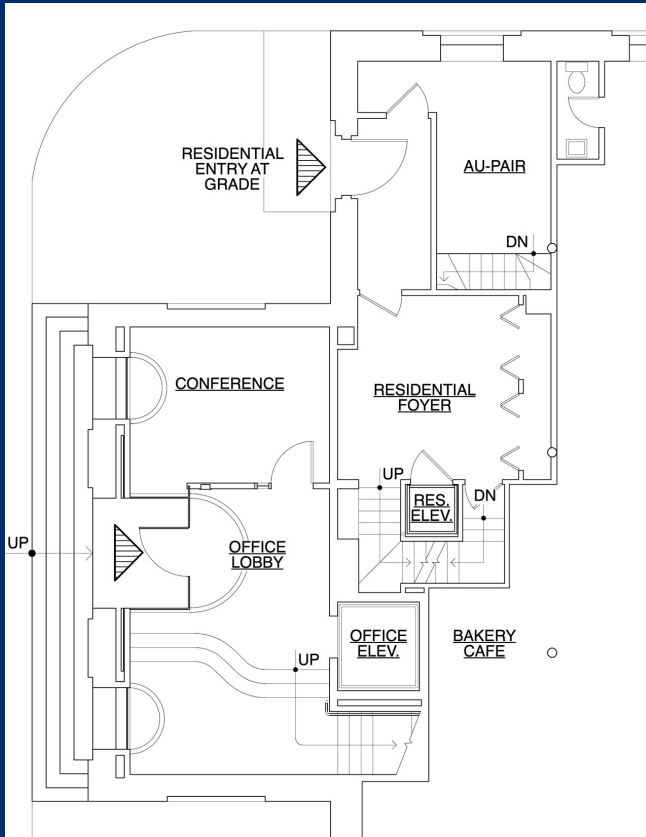 RESIDENTIAL
ENTRY AT
GRADE
AU-PAIR
DN
CONFERENCE
RESIDENTIAL
FOYER
UP
RES.
ELEV.
DN
UP
OFFICE
LOBBY
OFFICE
ELEV.
UP
BAKERY
CAFE